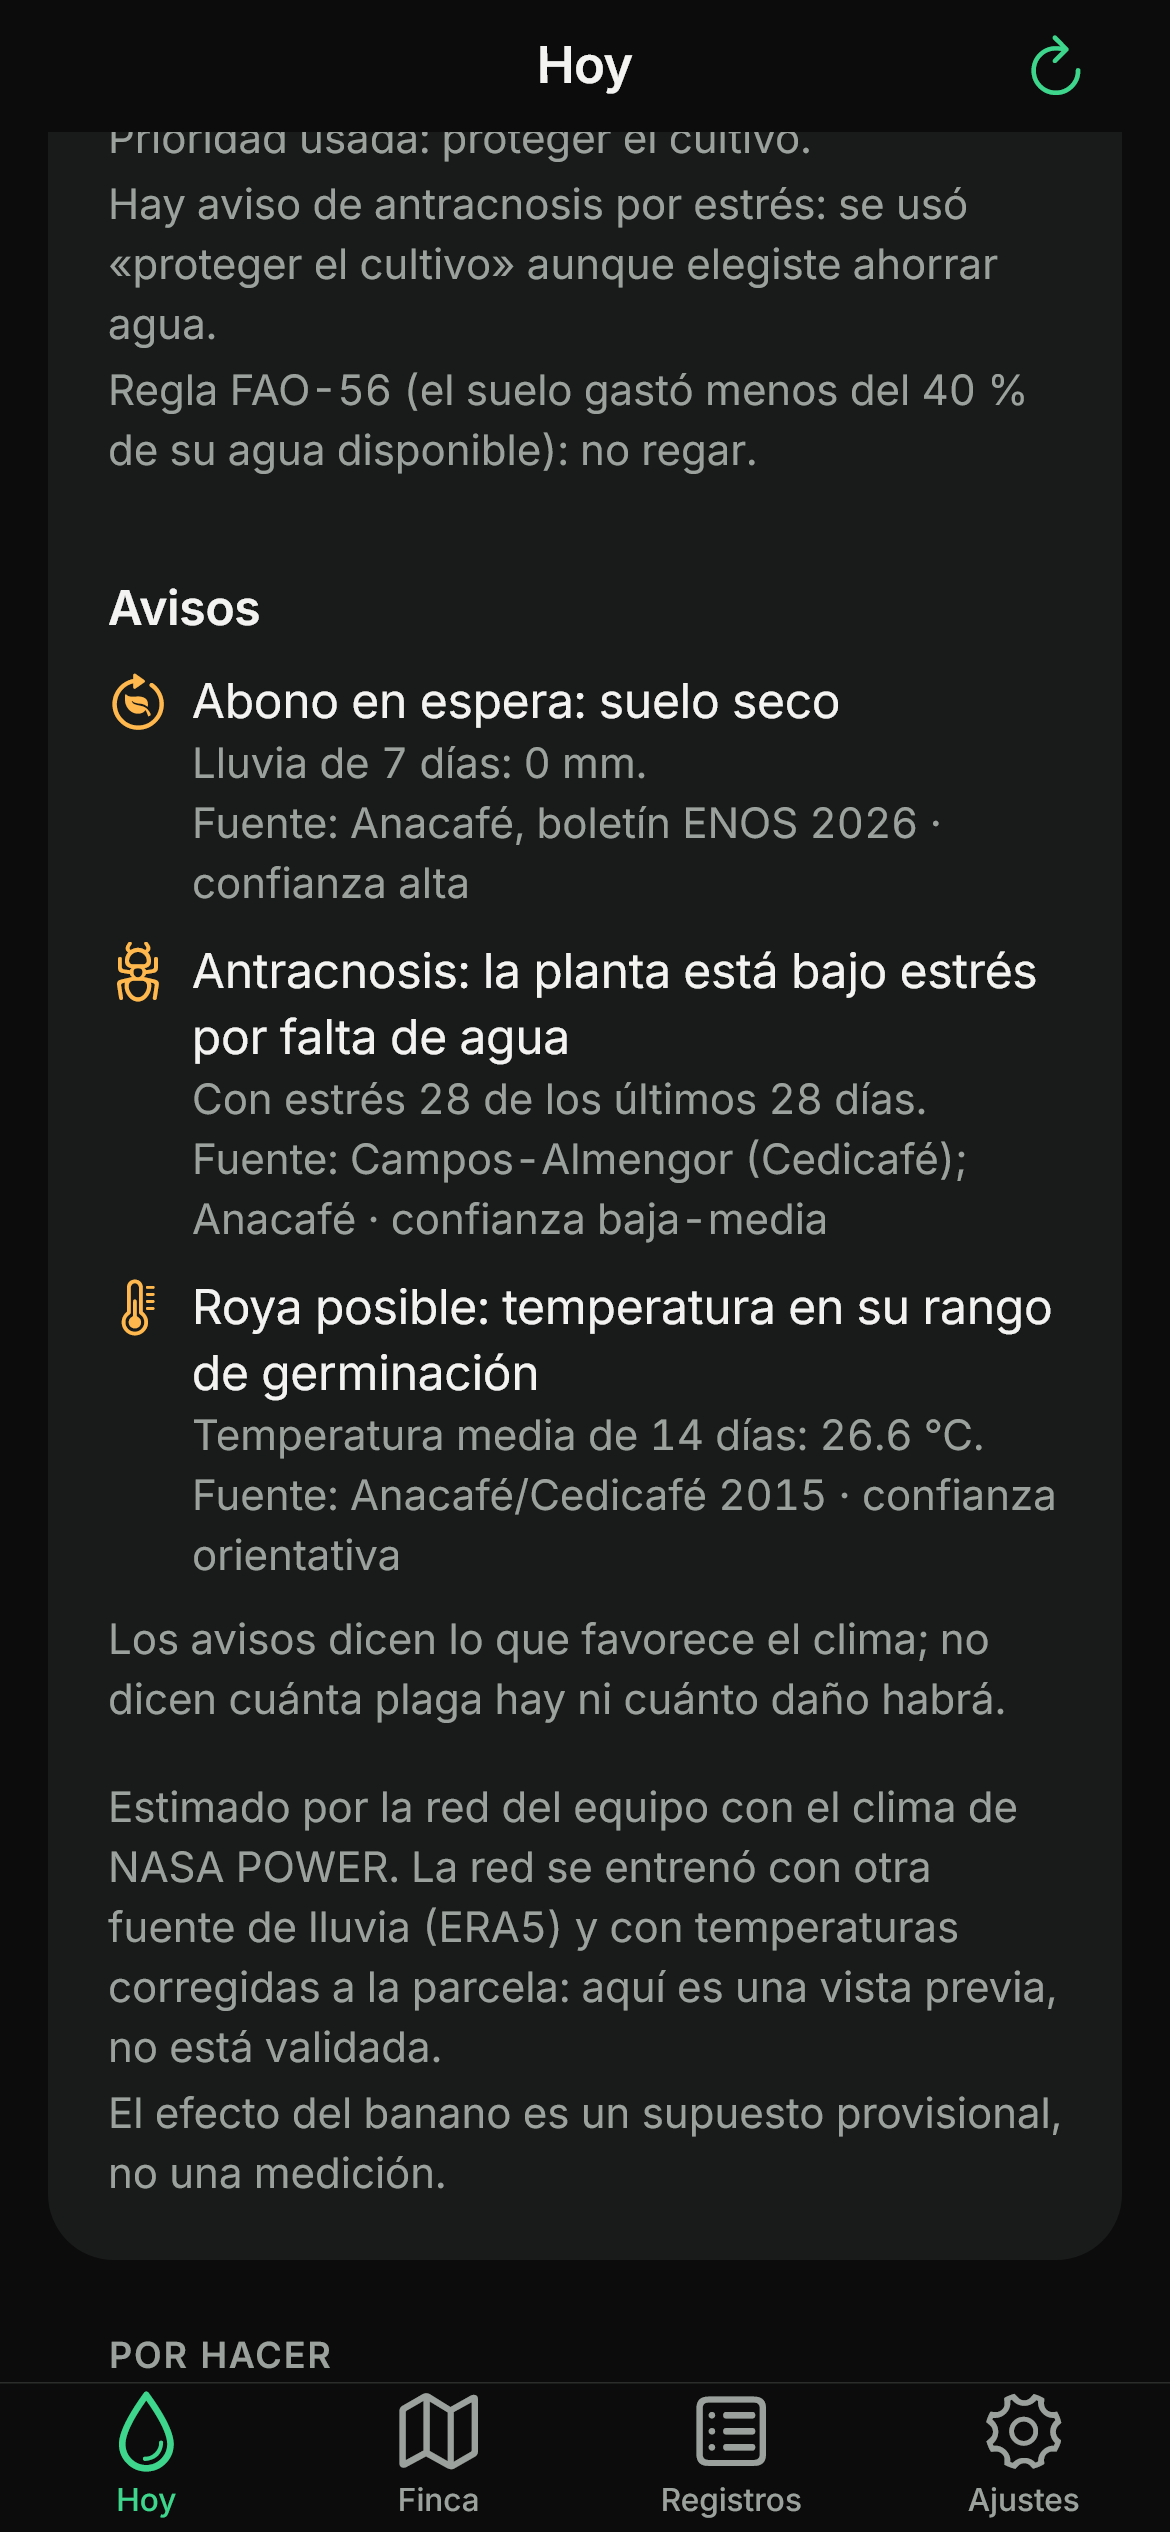 Hoy
Prioridad usada: proteger el cultivo.
Hay aviso de antracnosis por estrés: se usó
«proteger el cultivo» aunque elegiste ahorrar
agua.
Regla FAO-56 (el suelo gastó menos del 40 %
de su agua disponible): no regar.
Avisos
Abono en espera: suelo seco
Lluvia de 7 días: 0 mm.
Fuente: Anacafé, boletín ENOS 2026 ·
confianza alta
Antracnosis: la planta está bajo estrés
por falta de agua
Con estrés 28 de los últimos 28 días.
Fuente: Campos-Almengor (Cedicafé);
Anacafé · confianza baja-media
Roya posible: temperatura en su rango
de germinación
Temperatura media de 14 días: 26.6 °C.
Fuente: Anacafé/Cedicafé 2015 · confianza
orientativa
Los avisos dicen lo que favorece el clima; no
dicen cuánta plaga hay ni cuánto daño habrá.
Estimado por la red del equipo con el clima de
NASA POWER. La red se entrenó con otra
fuente de lluvia (ERA5) y con temperaturas
corregidas a la parcela: aquí es una vista previa,
no está validada.
El efecto del banano es un supuesto provisional,
no una medición.
POR HACER
Hoy
Finca
Registros
Ajustes